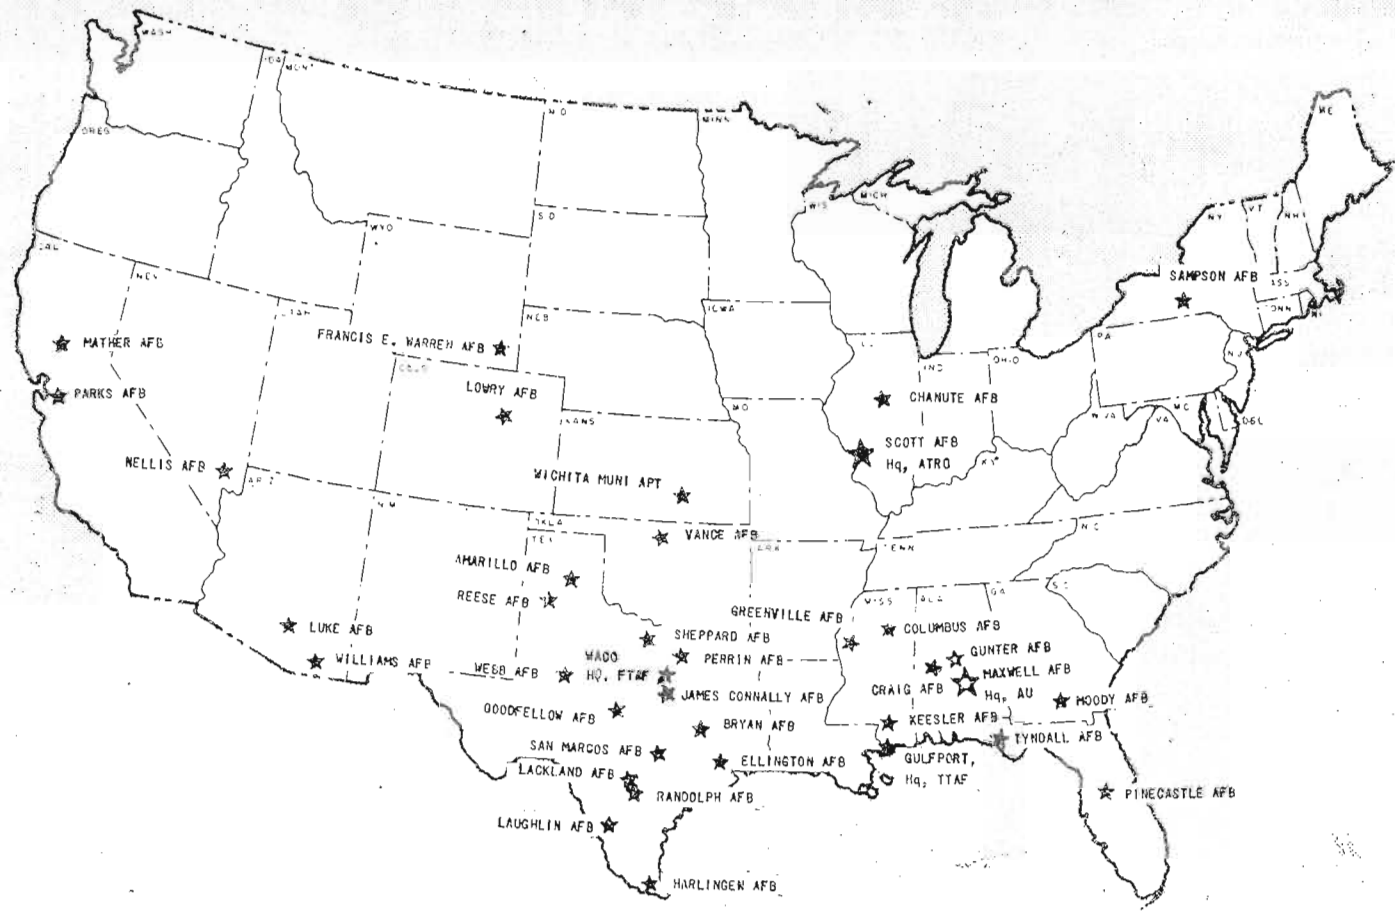 WASH
IDA
MON
N D
MINN
ORES
ME
WIS
MICH
S D
WYO
NY
VT
NH
CAL
NEV
SAMPSON AFB
IOWA
NEB
UTAH
PA
CONN
RI
MATHER AFB
FRANCIS E. WARREN AFB
ILL
IND
OHIO
NJ
PARKS AFB
COLO
LOWRY AFB
CHANUTE AFB
MO
KANS
W VA
VA
DEL
SCOTT AFB
Hq, ATRO
KY
NELLIS AFB
ARIZ
WICHITA MUNI APT
N M
OKLA
TEX
VANCE AFB
ARK
TENN
N C
AMARILLO AFB
REESE AFB
MISS
ALA
GA
S C
GREENVILLE AFB
LUKE AFB
SHEPPARD AFB
COLUMBUS AFB
WILLIAMS AFB
WEBB AFB
WACO
HQ, FTAF
PERRIN AFB
GUNTER AFB
MAXWELL AFB
Hq, AU
CRAIG AFB
JAMES CONNALLY AFB
MOODY AFB
GOODFELLOW AFB
BRYAN AFB
KEESLER AFB
TYNDALL AFB
SAN MARCOS AFB
ELLINGTON AFB
GULFPORT,
Hq, TTAF
LACKLAND AFB
RANDOLPH AFB
PINECASTLE AFB
LAUGHLIN AFB
HARLINGEN AFB